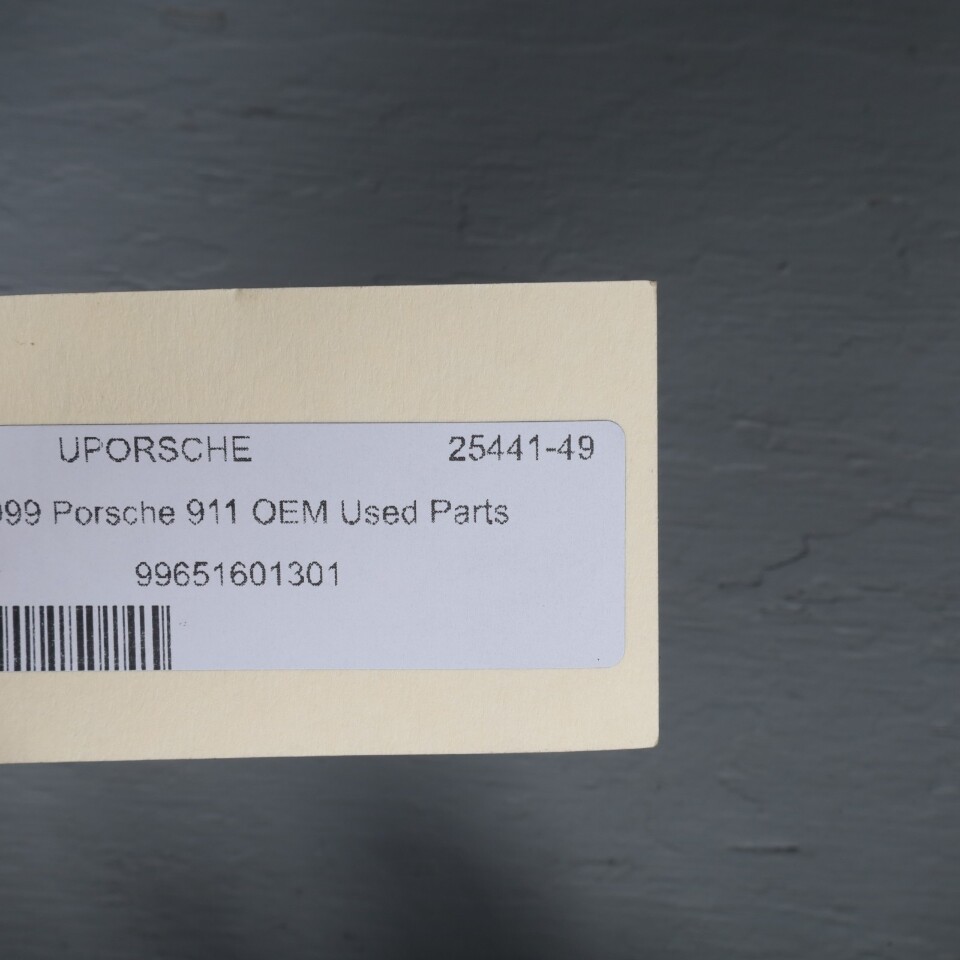 UPORSCHE 25441-49
999 Porsche 911 OEM Used Parts
99651601301